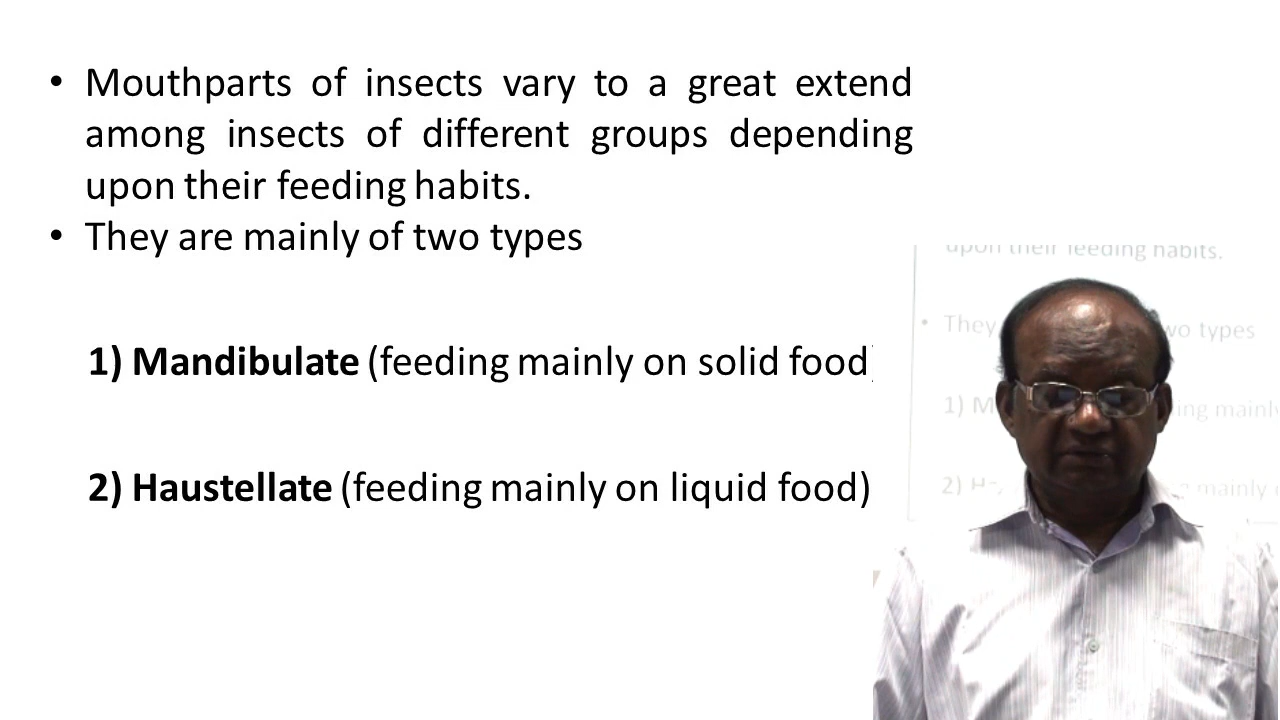 • Mouthparts of insects vary to a great extend
among insects of different groups depending
upon their feeding habits.
• They are mainly of two types
1) Mandibulate (feeding mainly on solid food)
2) Haustellate (feeding mainly on liquid food)
upon their feeding habits.
• They wo types
1) M ing mainly
2) H mainly